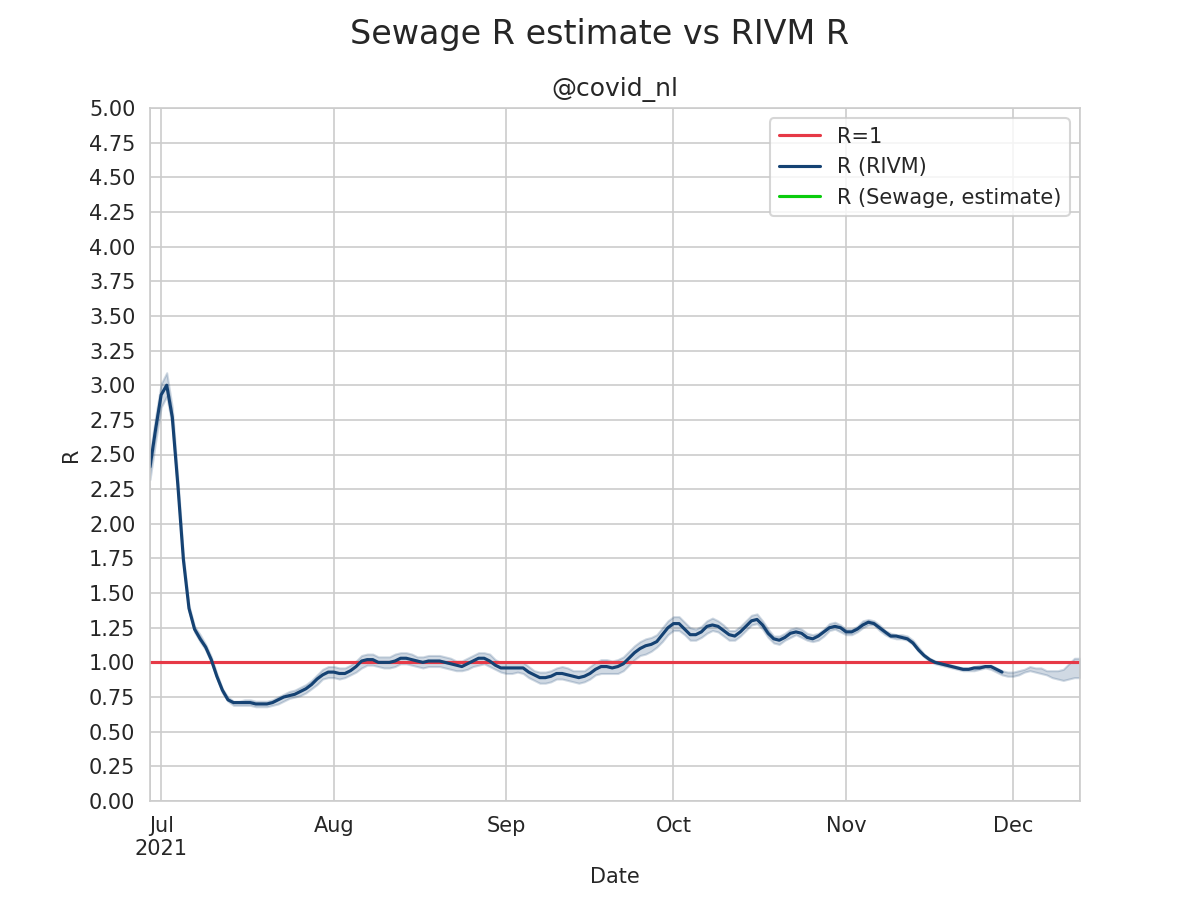 Sewage R estimate vs RIVM R
@covid_nl
R=1
R (RIVM)
R (Sewage, estimate)
5.00
4.75
4.50
4.25
4.00
3.75
3.50
3.25
3.00
2.75
2.50
2.25
2.00
1.75
1.50
1.25
1.00
0.75
0.50
0.25
0.00
R
Jul Aug Sep Oct Nov Dec
2021
Date